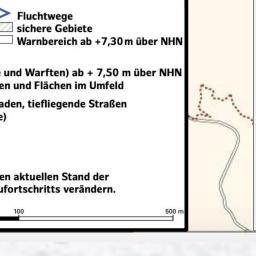 Fluchtwege
sichere Gebiete
Warnbereich ab +7,30 m über NHN
und Warften) ab + 7,50 m über NHN
en und Flächen im Umfeld
aden, tiefliegende Straßen
e)
en aktuellen Stand der
ufortschritts verändern.
100 500 m